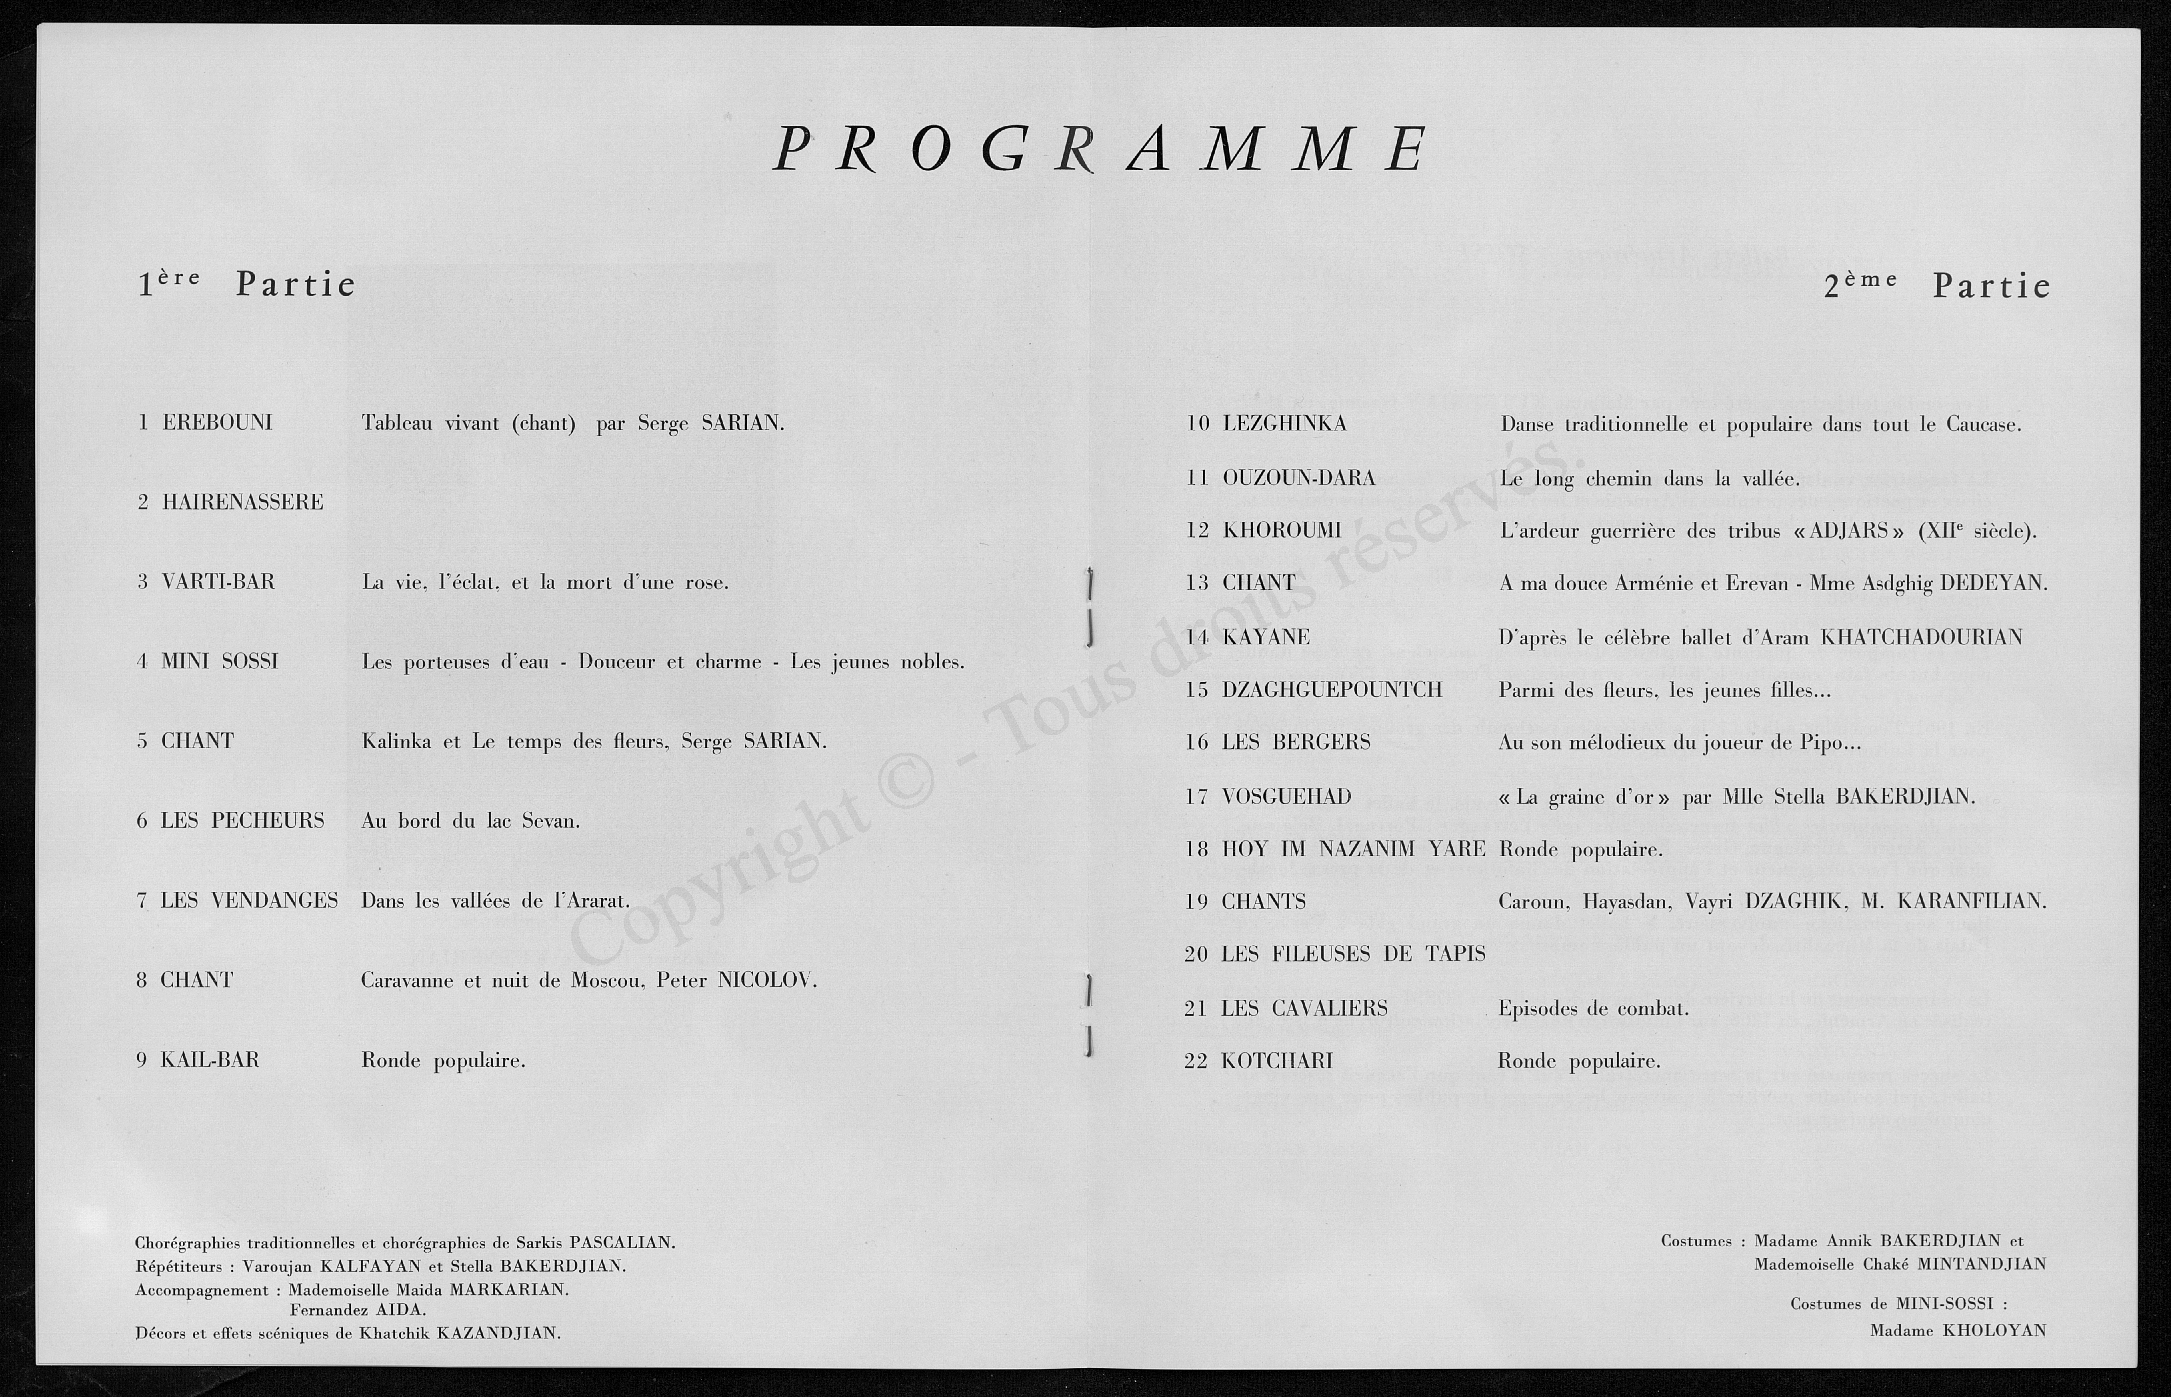 PROGRAMME
1ère Partie
1 EREBOUNI Tableau vivant (chant) par Serge SARIAN.
2 HAIRENASSERE
3 VARTI-BAR La vie, l'éclat, et la mort d'une rose.
4 MINI SOSSI Les porteuses d'eau - Douceur et charme - Les jeunes nobles.
5 CHANT Kalinka et Le temps des fleurs, Serge SARIAN.
6 LES PECHEURS Au bord du lac Sevan.
7 LES VENDANGES Dans les vallées de l'Ararat.
8 CHANT Caravanne et nuit de Moscou, Peter NICOLOV.
9 KAIL-BAR Ronde populaire.
Chorégraphies traditionnelles et chorégraphies de Sarkis PASCALIAN.
Répétiteurs : Varoujan KALFAYAN et Stella BAKERDJIAN.
Accompagnement : Mademoiselle Maida MARKARIAN.
Fernandez AIDA.
Décors et effets scéniques de Khatchik KAZANDJIAN.
2ème Partie
10 LEZGHINKA Danse traditionnelle et populaire dans tout le Caucase.
11 OUZOUN-DARA Le long chemin dans la vallée.
12 KHOROUMI L'ardeur guerrière des tribus « ADJARS » (XIIe siècle).
13 CHANT A ma douce Arménie et Erevan - Mme Asdghig DEDEYAN.
14 KAYANE D'après le célèbre ballet d'Aram KHATCHADOURIAN
15 DZAGHGUEPOUNTCH Parmi des fleurs, les jeunes filles...
16 LES BERGERS Au son mélodieux du joueur de Pipo...
17 VOSGUEHAD « La graine d'or » par Mlle Stella BAKERDJIAN.
18 HOY IM NAZANIM YARE Ronde populaire.
19 CHANTS Caroun, Hayasdan, Vayri DZAGHIK, M. KARANFILIAN.
20 LES FILEUSES DE TAPIS
21 LES CAVALIERS Episodes de combat.
22 KOTCHARI Ronde populaire.
Costumes : Madame Annik BAKERDJIAN et
Mademoiselle Chaké MINTANDJIAN
Costumes de MINI-SOSSI :
Madame KHOLOYAN
Copyright © - Tous droits réservés.